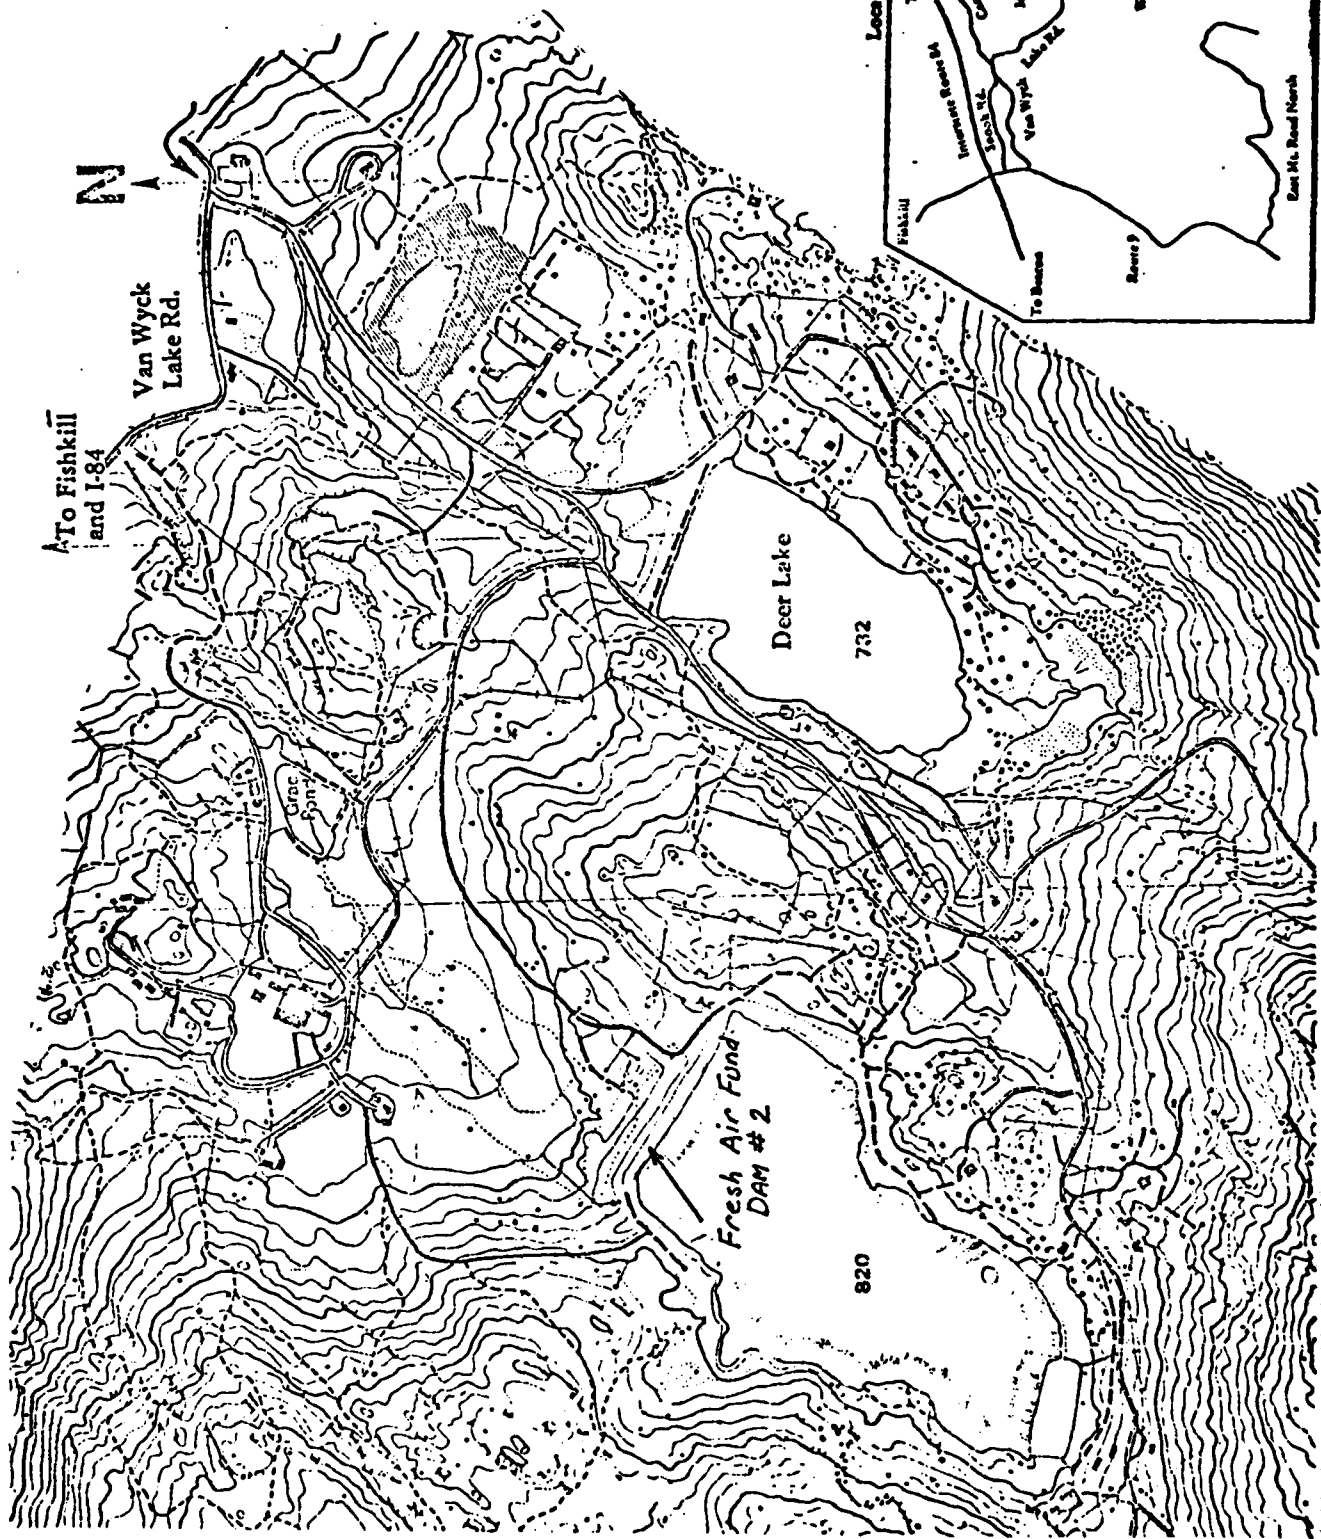 N
To Fishkill
and I-84
Van Wyck
Lake Rd.
Deer Lake
732
Fresh Air Fund
DAM #2
820
Fishkill
Interstate Route 84
Van Wyck Lake Rd.
To Beacon
Route 9
East Mt. Road North